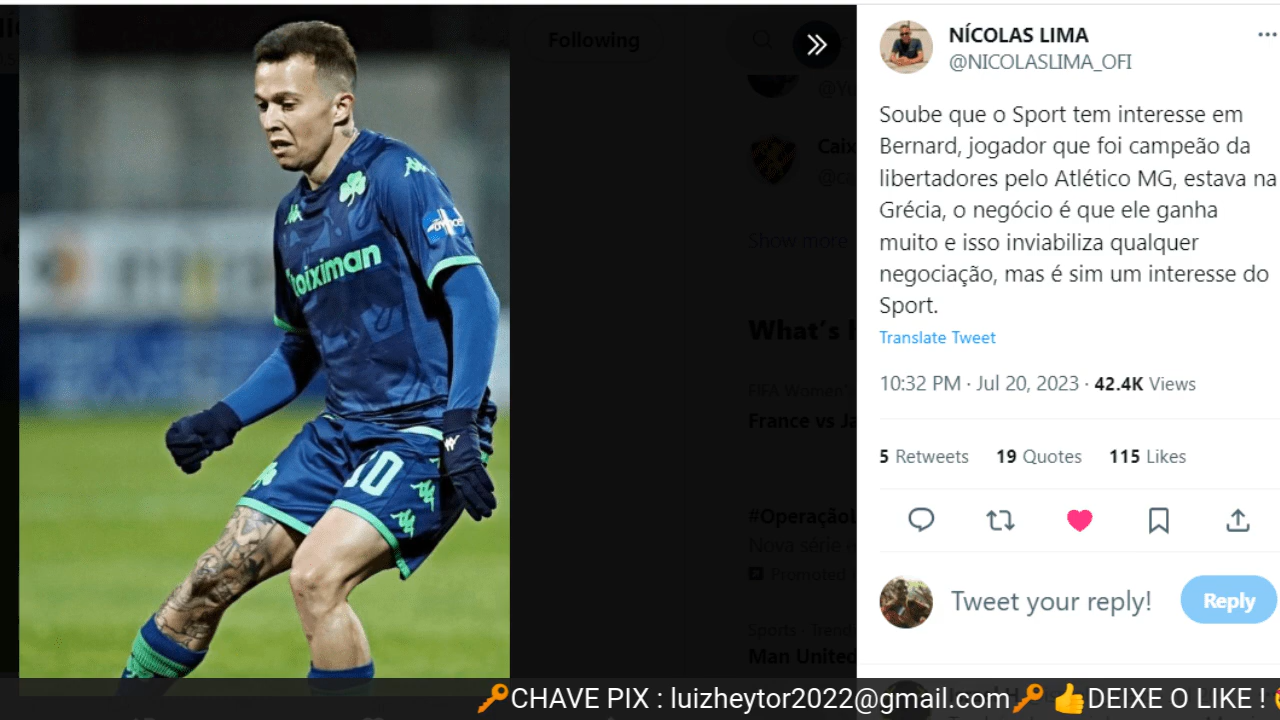 Following
NÍCOLAS LIMA
@NICOLASLIMA_OFI
Soube que o Sport tem interesse em
Bernard, jogador que foi campeão da
libertadores pelo Atlético MG, estava na
Grécia, o negócio é que ele ganha
muito e isso inviabiliza qualquer
negociação, mas é sim um interesse do
Sport.
Translate Tweet
10:32 PM · Jul 20, 2023 · 42.4K Views
5 Retweets 19 Quotes 115 Likes
Tweet your reply!
Reply
Show more
What's
FIFA Women's
France vs Ja
#Operação
Nova série
Promoted
Sports · Trend
Man United
toiximan
10
🔑CHAVE PIX : luizheytor2022@gmail.com🔑 👍DEIXE O LIKE !